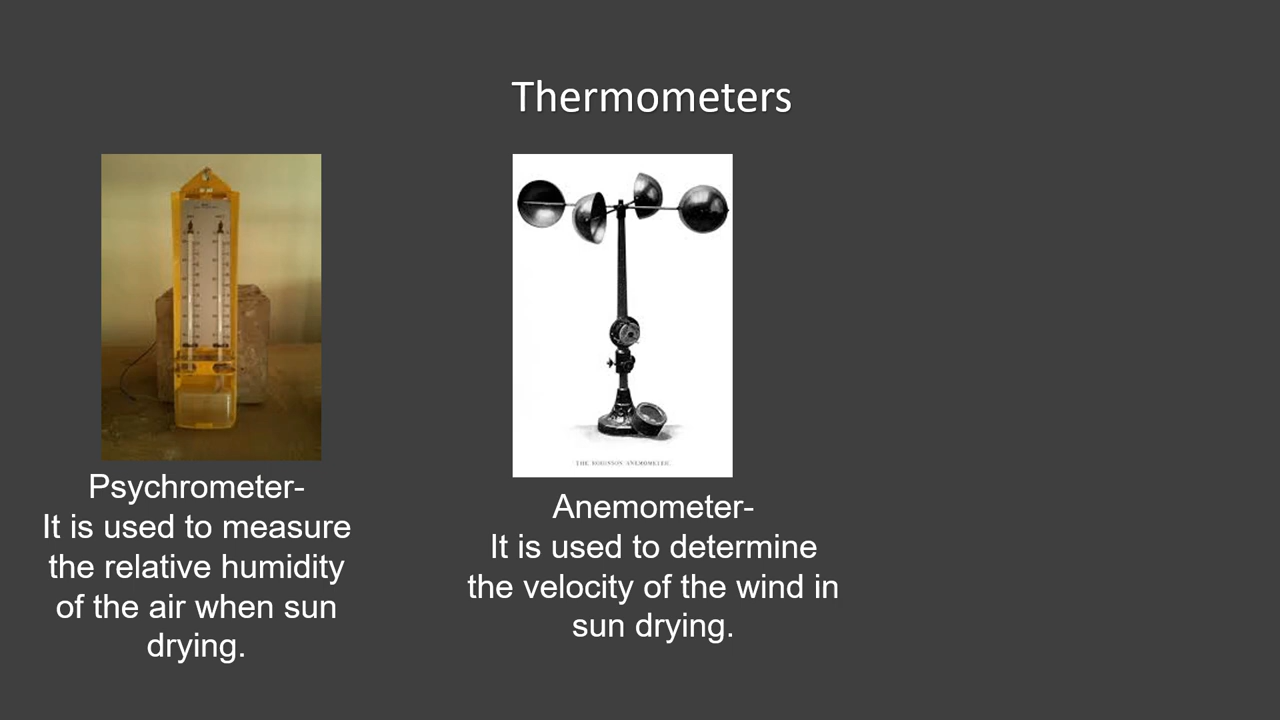 Thermometers
THE ROBINSON ANEMOMETER.
Psychrometer-
It is used to measure
the relative humidity
of the air when sun
drying.
Anemometer-
It is used to determine
the velocity of the wind in
sun drying.